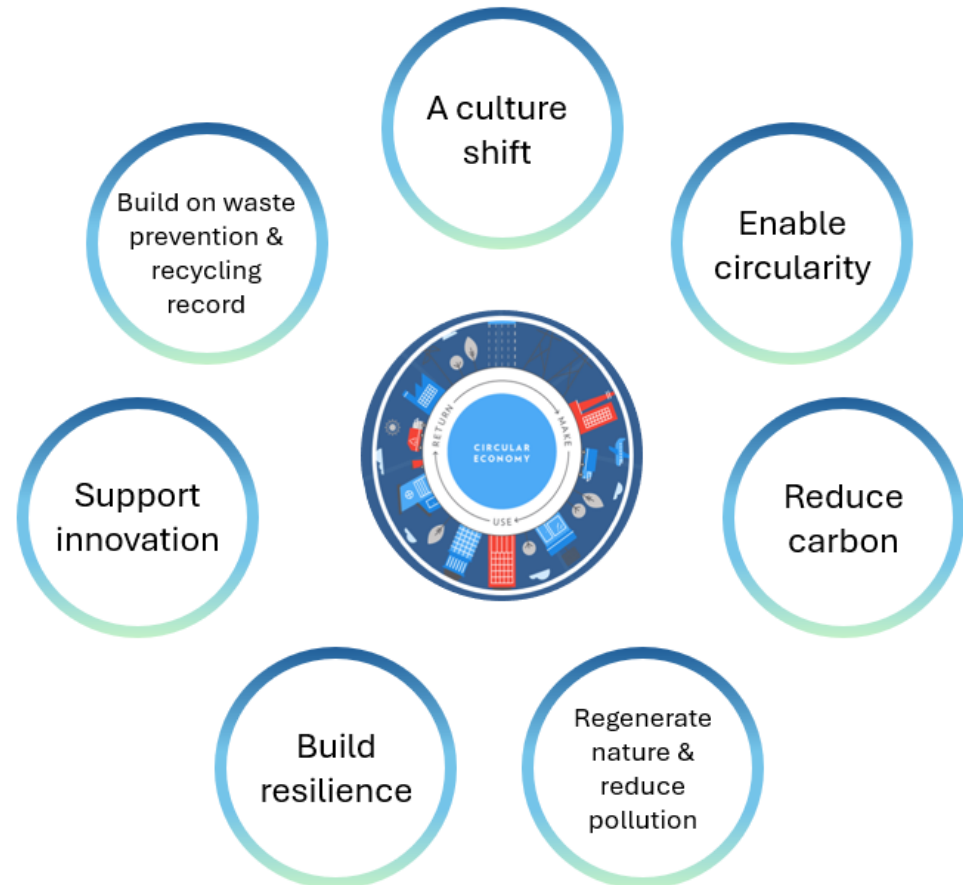 A culture
shift
Enable
circularity
Reduce
carbon
Regenerate
nature &
reduce
pollution
Build
resilience
Support
innovation
Build on waste
prevention &
recycling
record
RETURN
MAKE
USE
CIRCULAR
ECONOMY